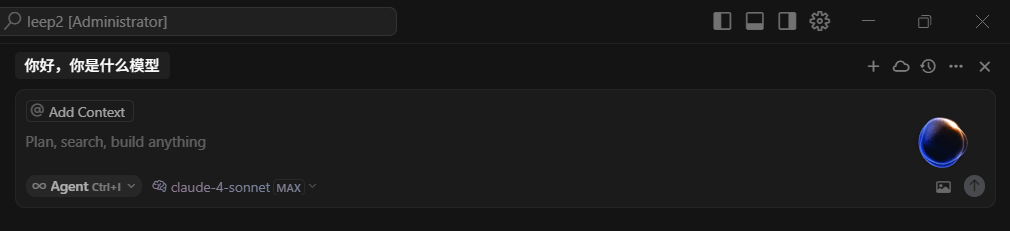 leep2 [Administrator]
你好，你是什么模型
@ Add Context
Plan, search, build anything
∞ Agent Ctrl+I
claude-4-sonnet MAX